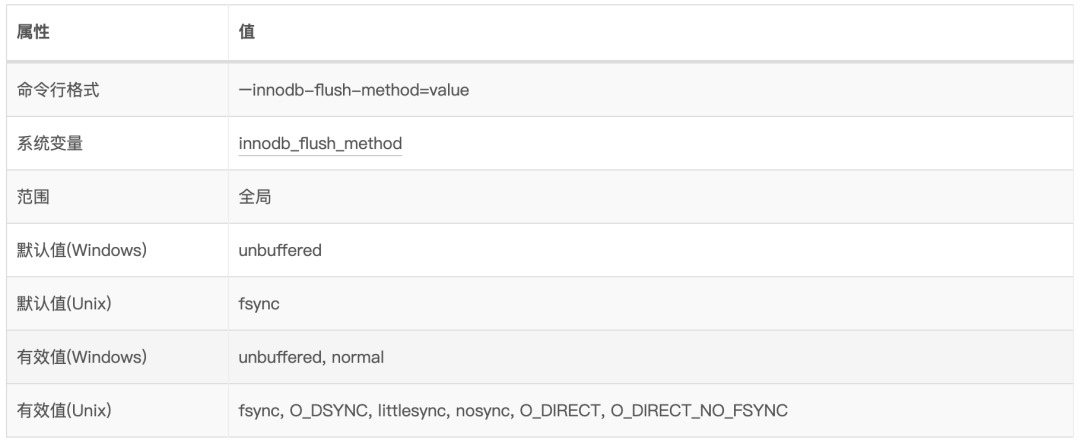 属性 值
命令行格式 —innodb-flush-method=value
系统变量 innodb_flush_method
范围 全局
默认值(Windows) unbuffered
默认值(Unix) fsync
有效值(Windows) unbuffered, normal
有效值(Unix) fsync, O_DSYNC, littlesync, nosync, O_DIRECT, O_DIRECT_NO_FSYNC